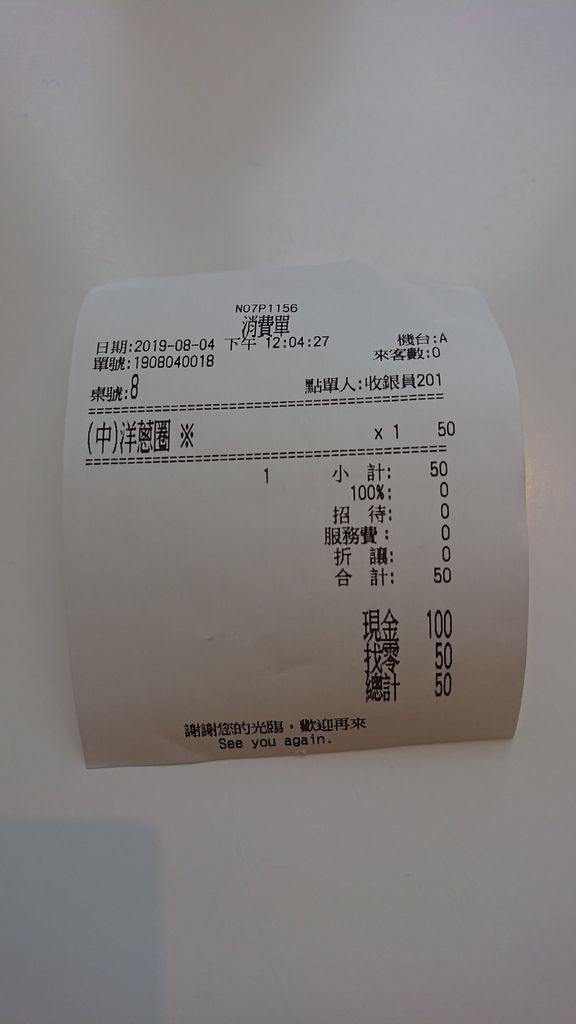 NO7P1156
消費單
日期:2019-08-04 下午 12:04:27 機台:A
單號:1908040018 來客數:0
桌號:8 點單人:收銀員201
==================================================
(中)洋蔥圈 ※ x 1 50
==================================================
1 小 計: 50
100%: 0
招 待: 0
服務費: 0
折 讓: 0
合 計: 50
現金 100
找零 50
總計 50
謝謝您的光臨，歡迎再來
See you again.